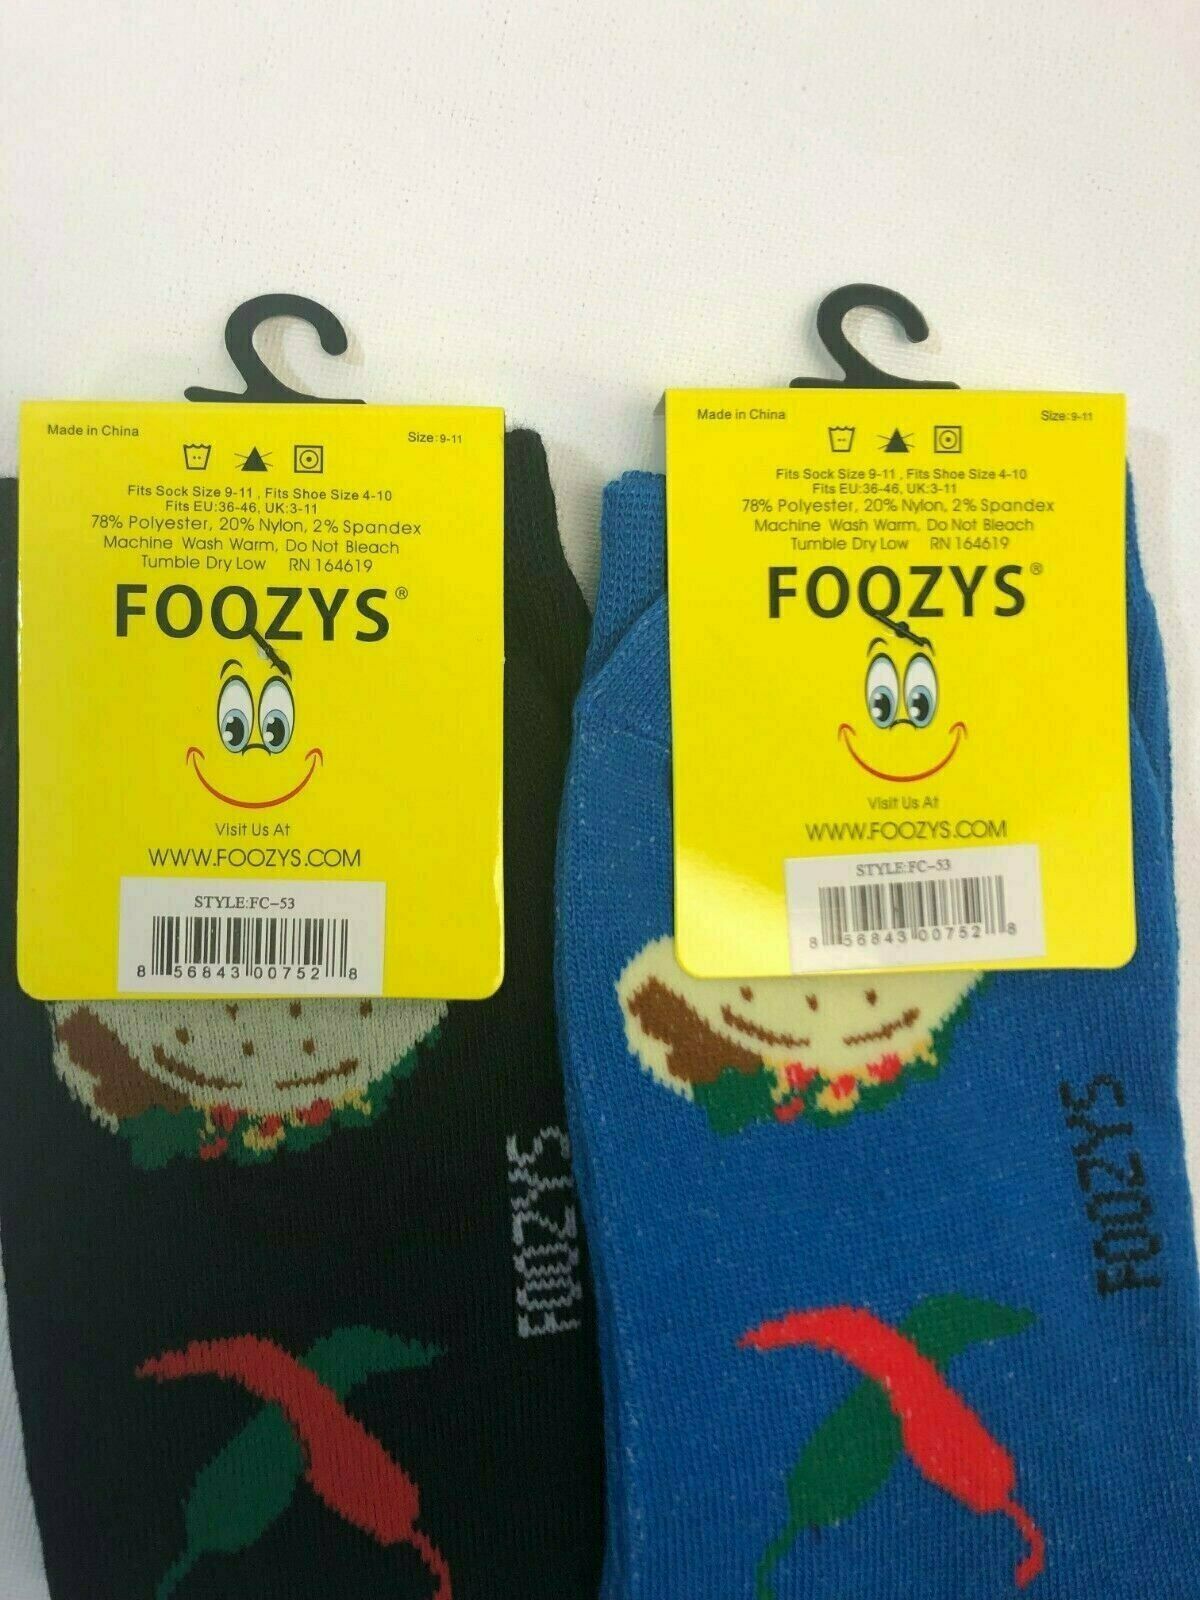 Made in China
Size: 9-11
Fits Sock Size 9-11 , Fits Shoe Size 4-10
Fits EU:36-46, UK:3-11
78% Polyester, 20% Nylon, 2% Spandex
Machine Wash Warm, Do Not Bleach
Tumble Dry Low RN 164619
FOOZYS®
Visit Us At
WWW.FOOZYS.COM
STYLE:FC-53
8 56843 00752 8
FOOZYS
Made in China
Size: 9-11
Fits Sock Size 9-11 , Fits Shoe Size 4-10
Fits EU:36-46, UK:3-11
78% Polyester, 20% Nylon, 2% Spandex
Machine Wash Warm, Do Not Bleach
Tumble Dry Low RN 164619
FOOZYS®
Visit Us At
WWW.FOOZYS.COM
STYLE:FC-53
8 56843 00752 8
FOOZYS